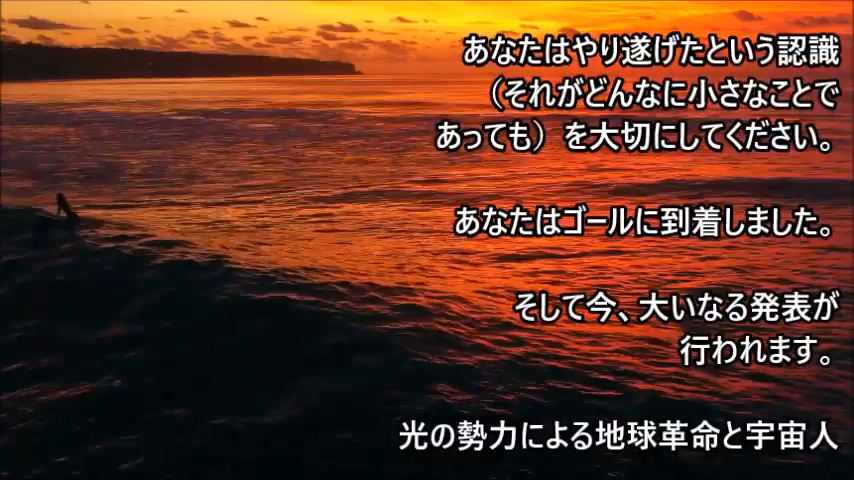 あなたはやり遂げたという認識
（それがどんなに小さなことで
あっても）を大切にしてください。
あなたはゴールに到着しました。
そして今、大いなる発表が
行われます。
光の勢力による地球革命と宇宙人